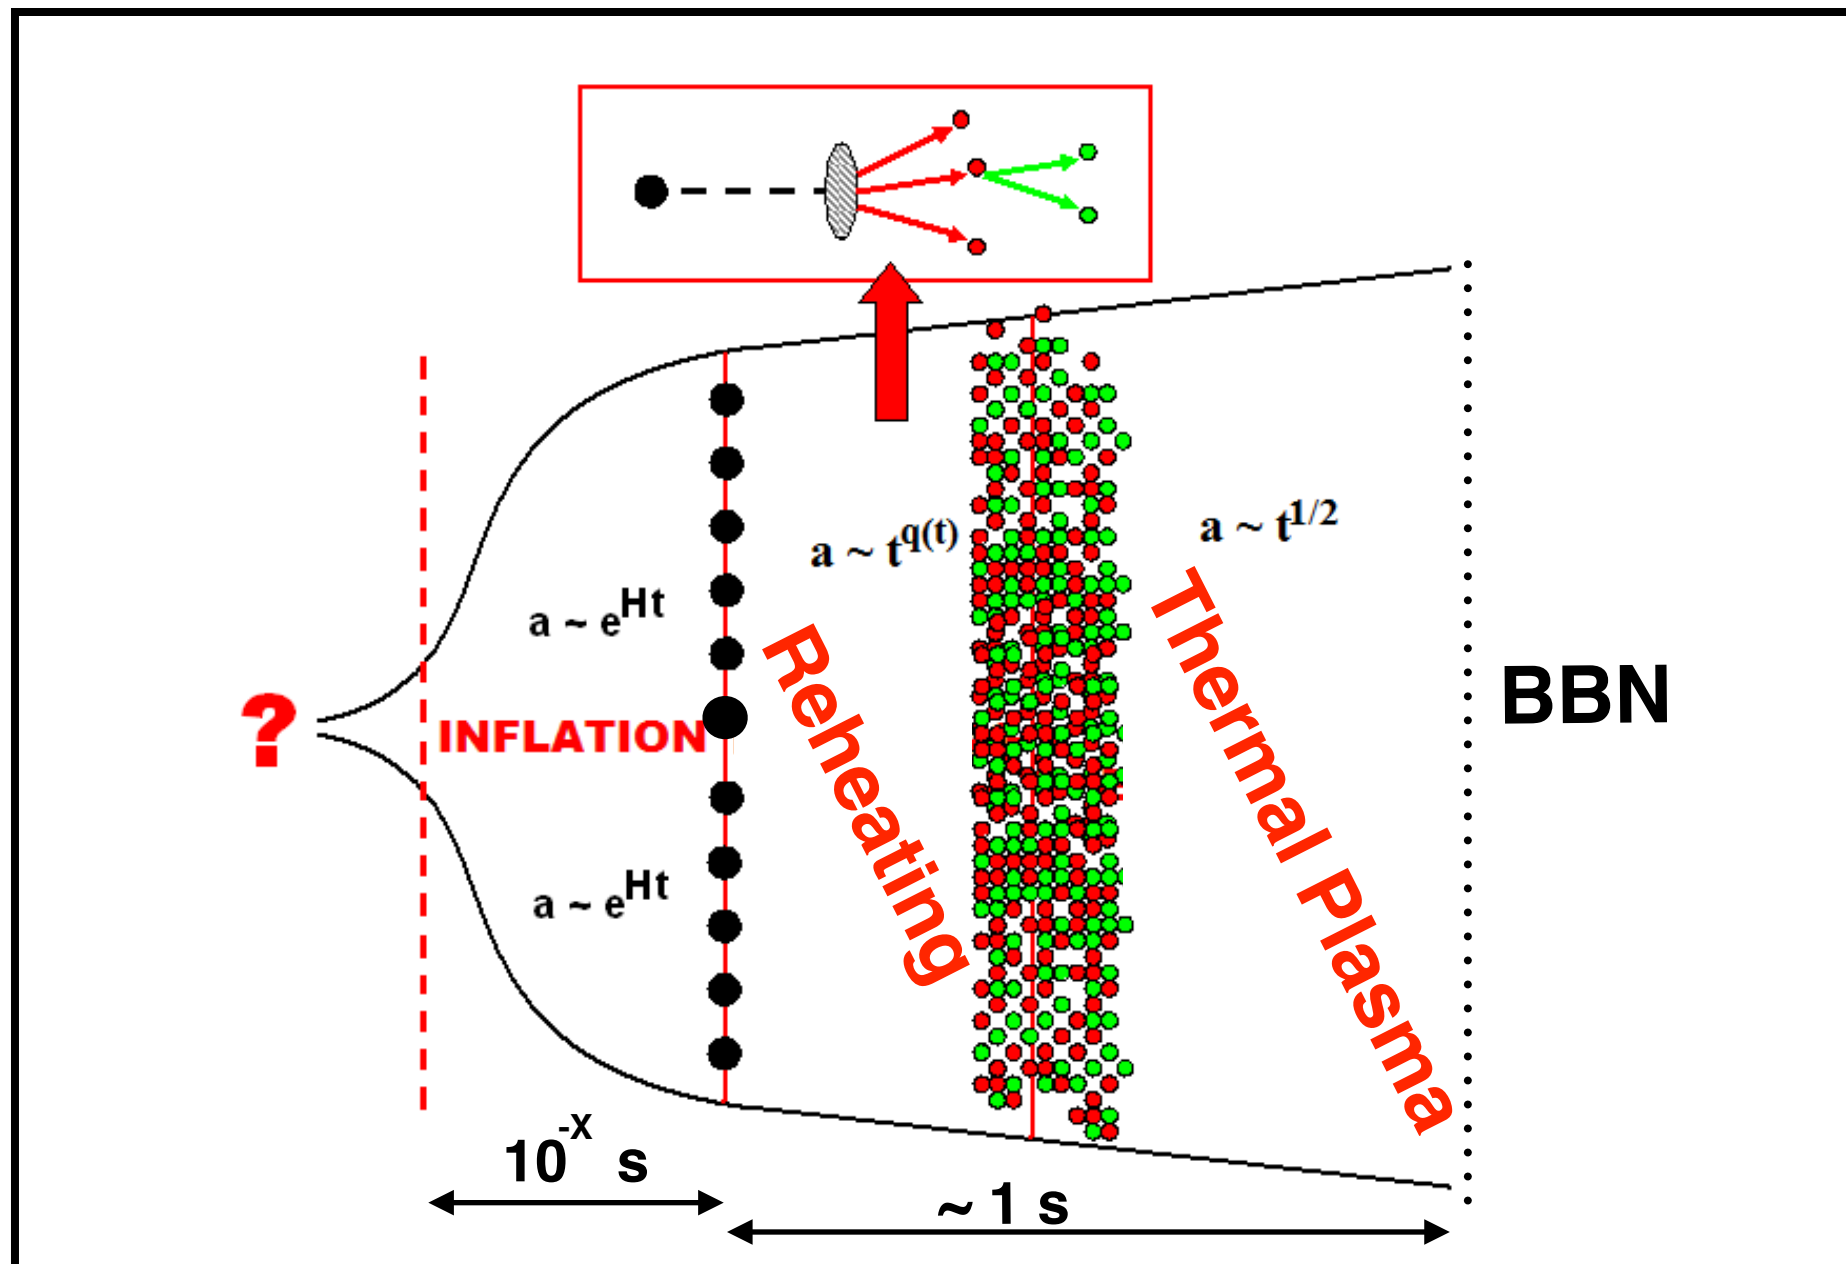 a ~ t^q(t)
a ~ t^1/2
a ~ e^Ht
?
INFLATION
Reheating
Thermal Plasma
BBN
a ~ e^Ht
10^-X s
~ 1 s